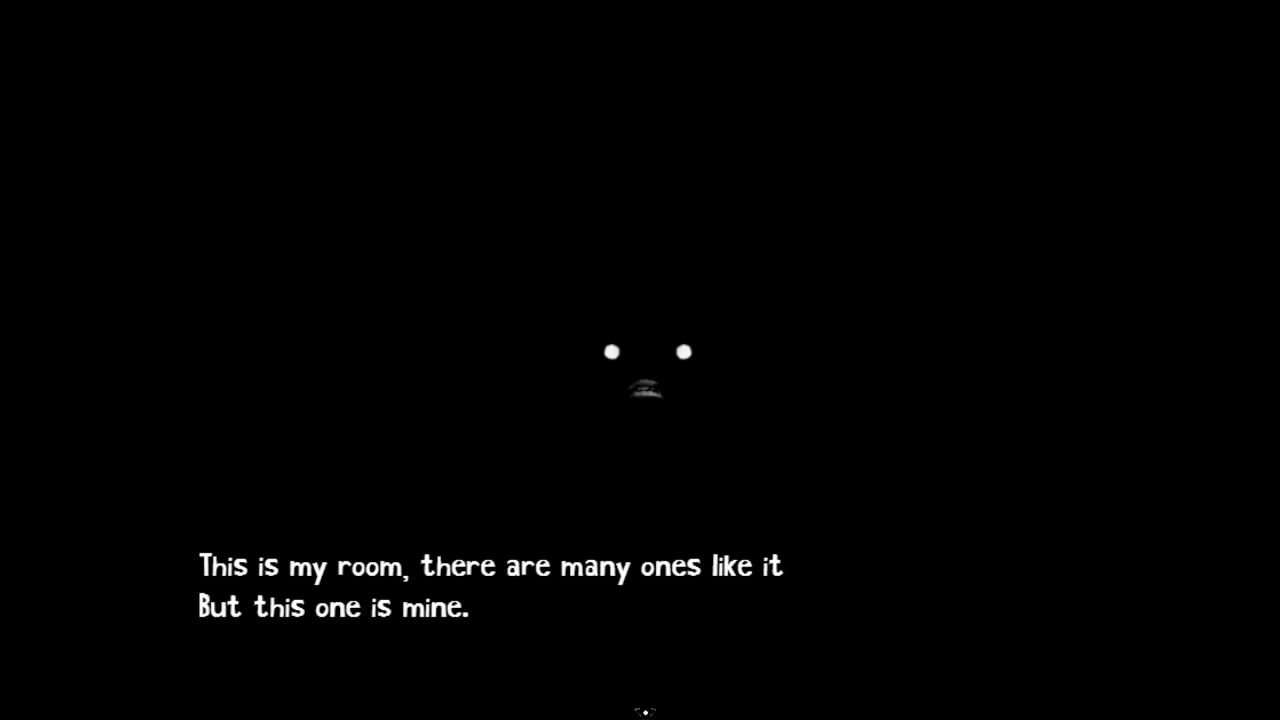 This is my room, there are many ones like it
But this one is mine.